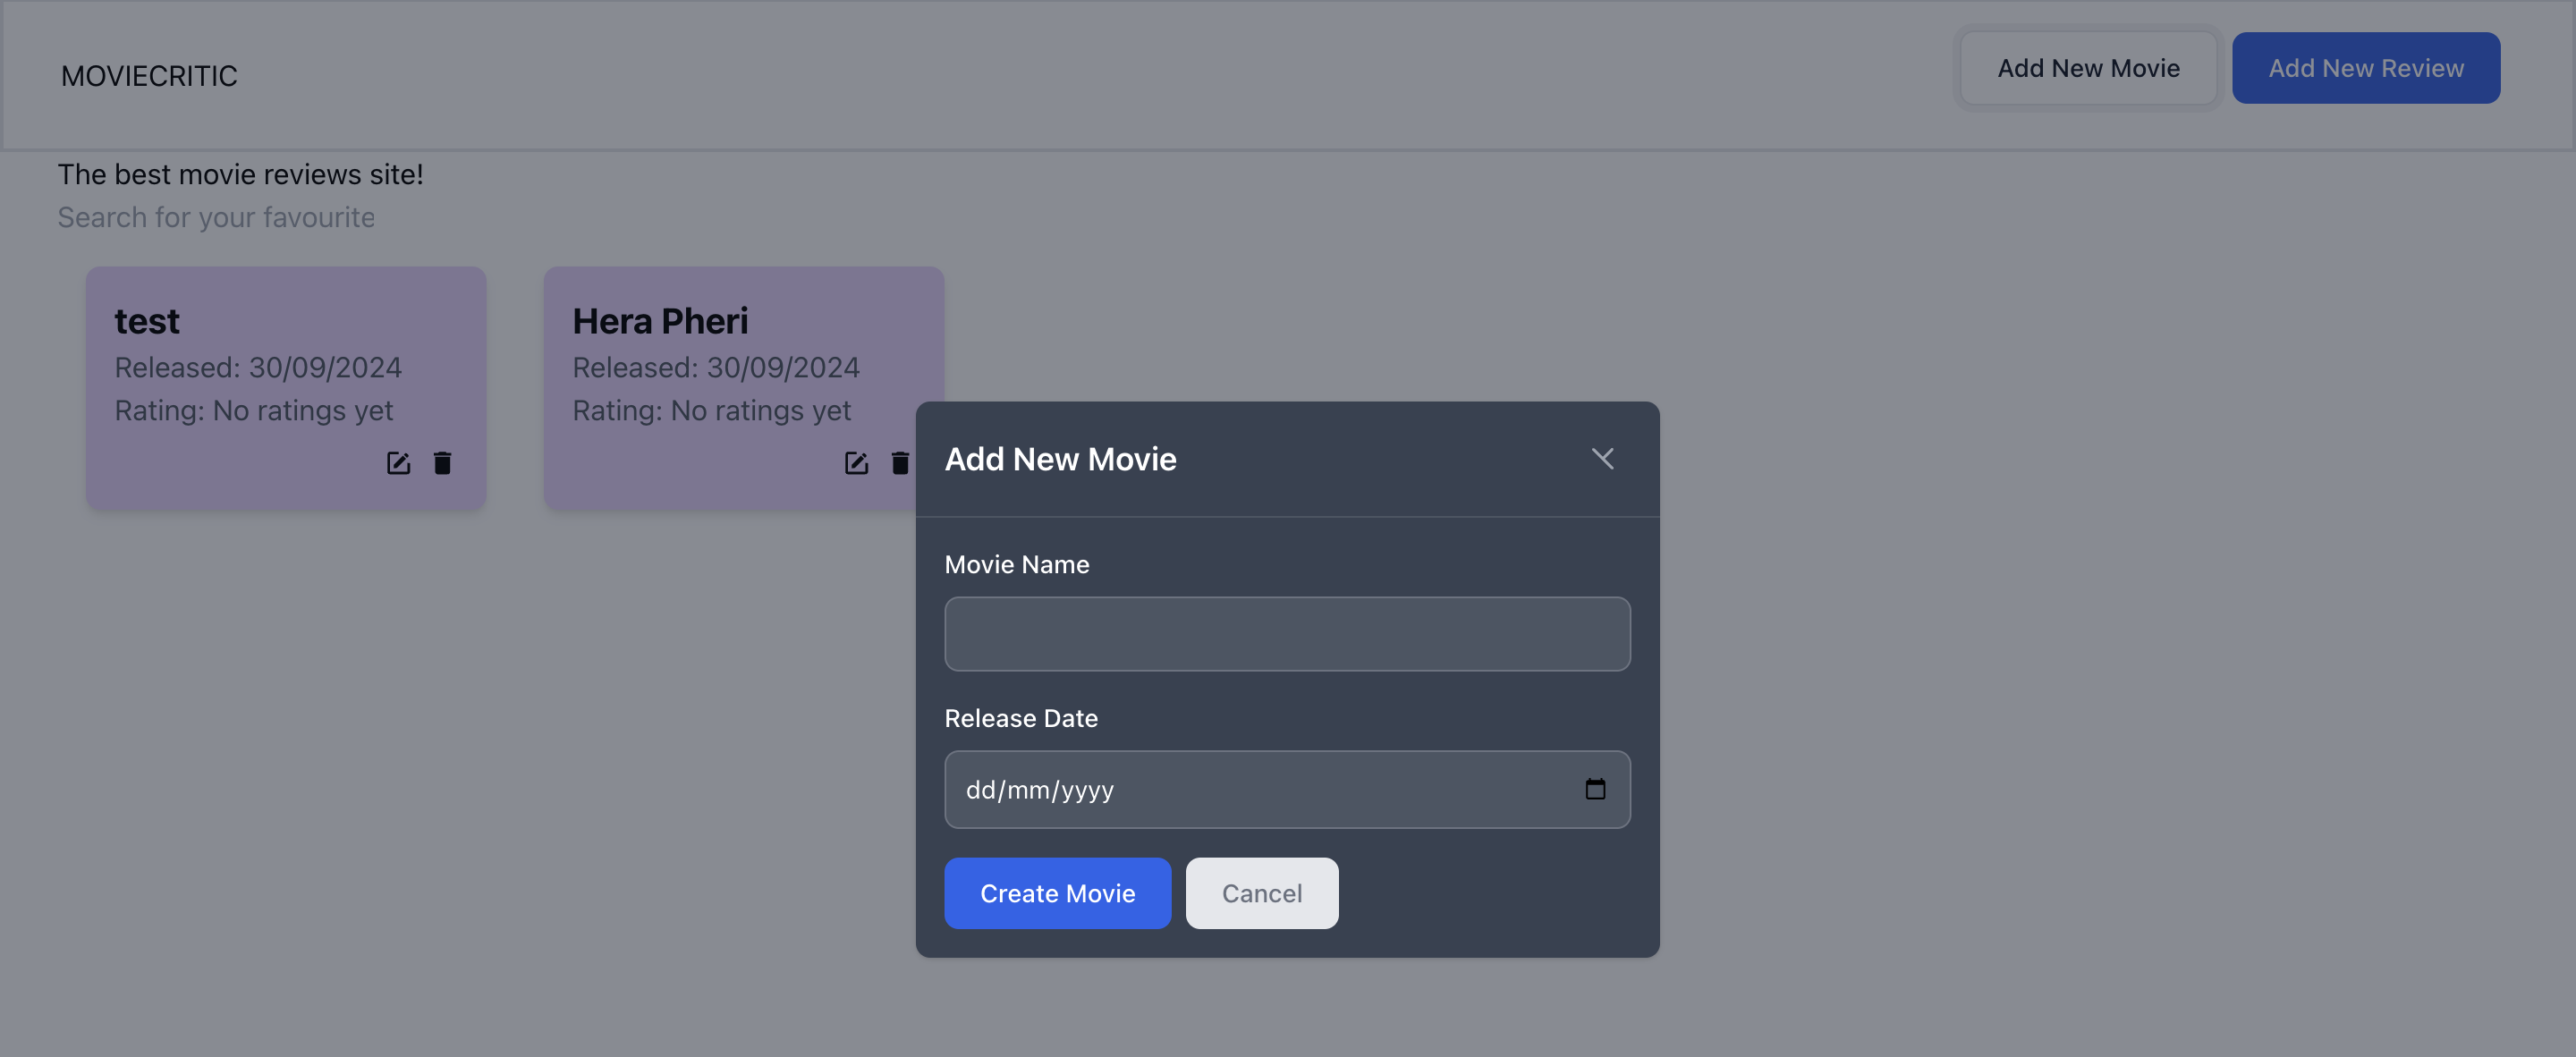 MOVIECRITIC
Add New Movie
Add New Review
The best movie reviews site!
Search for your favourite
test
Released: 30/09/2024
Rating: No ratings yet
Hera Pheri
Released: 30/09/2024
Rating: No ratings yet
Add New Movie
Movie Name
Release Date
dd/mm/yyyy
Create Movie
Cancel